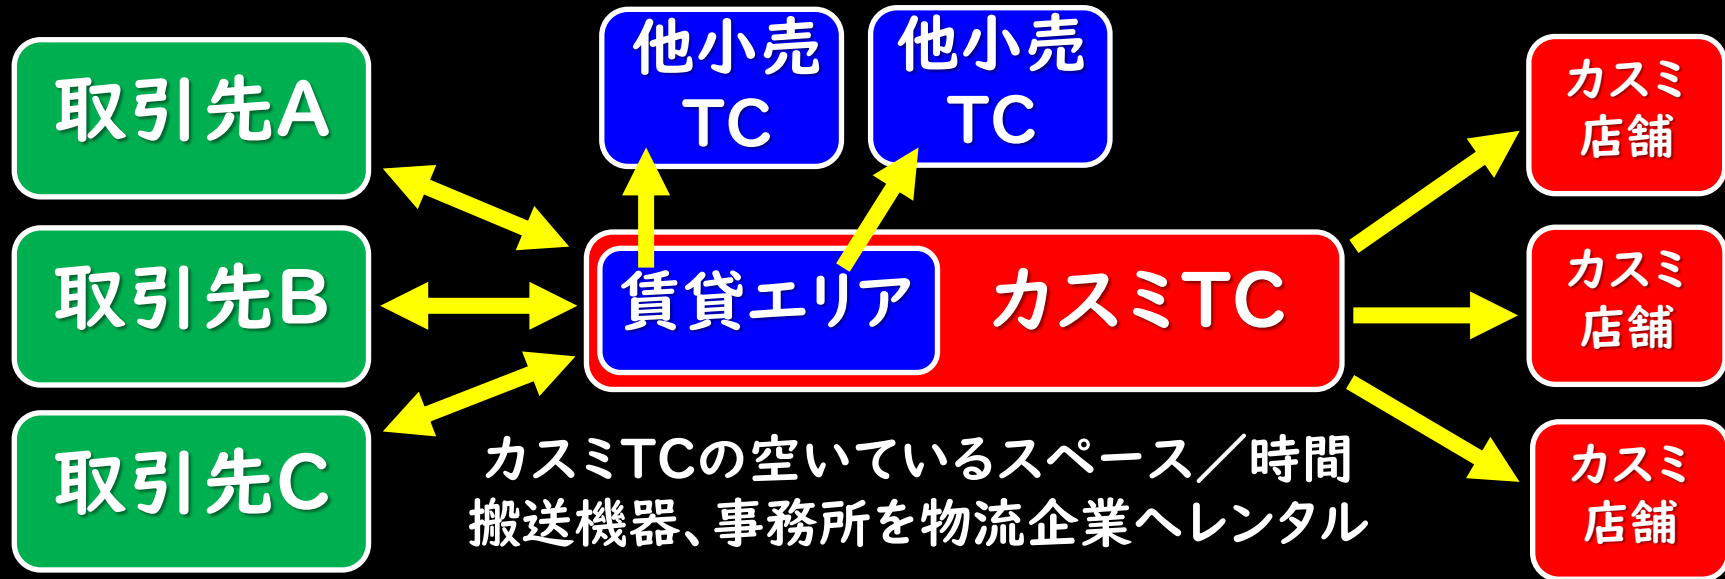 取引先A
取引先B
取引先C
他小売
TC
他小売
TC
賃貸エリア
カスミTC
カスミTCの空いているスペース／時間
搬送機器、事務所を物流企業へレンタル
カスミ
店舗
カスミ
店舗
カスミ
店舗